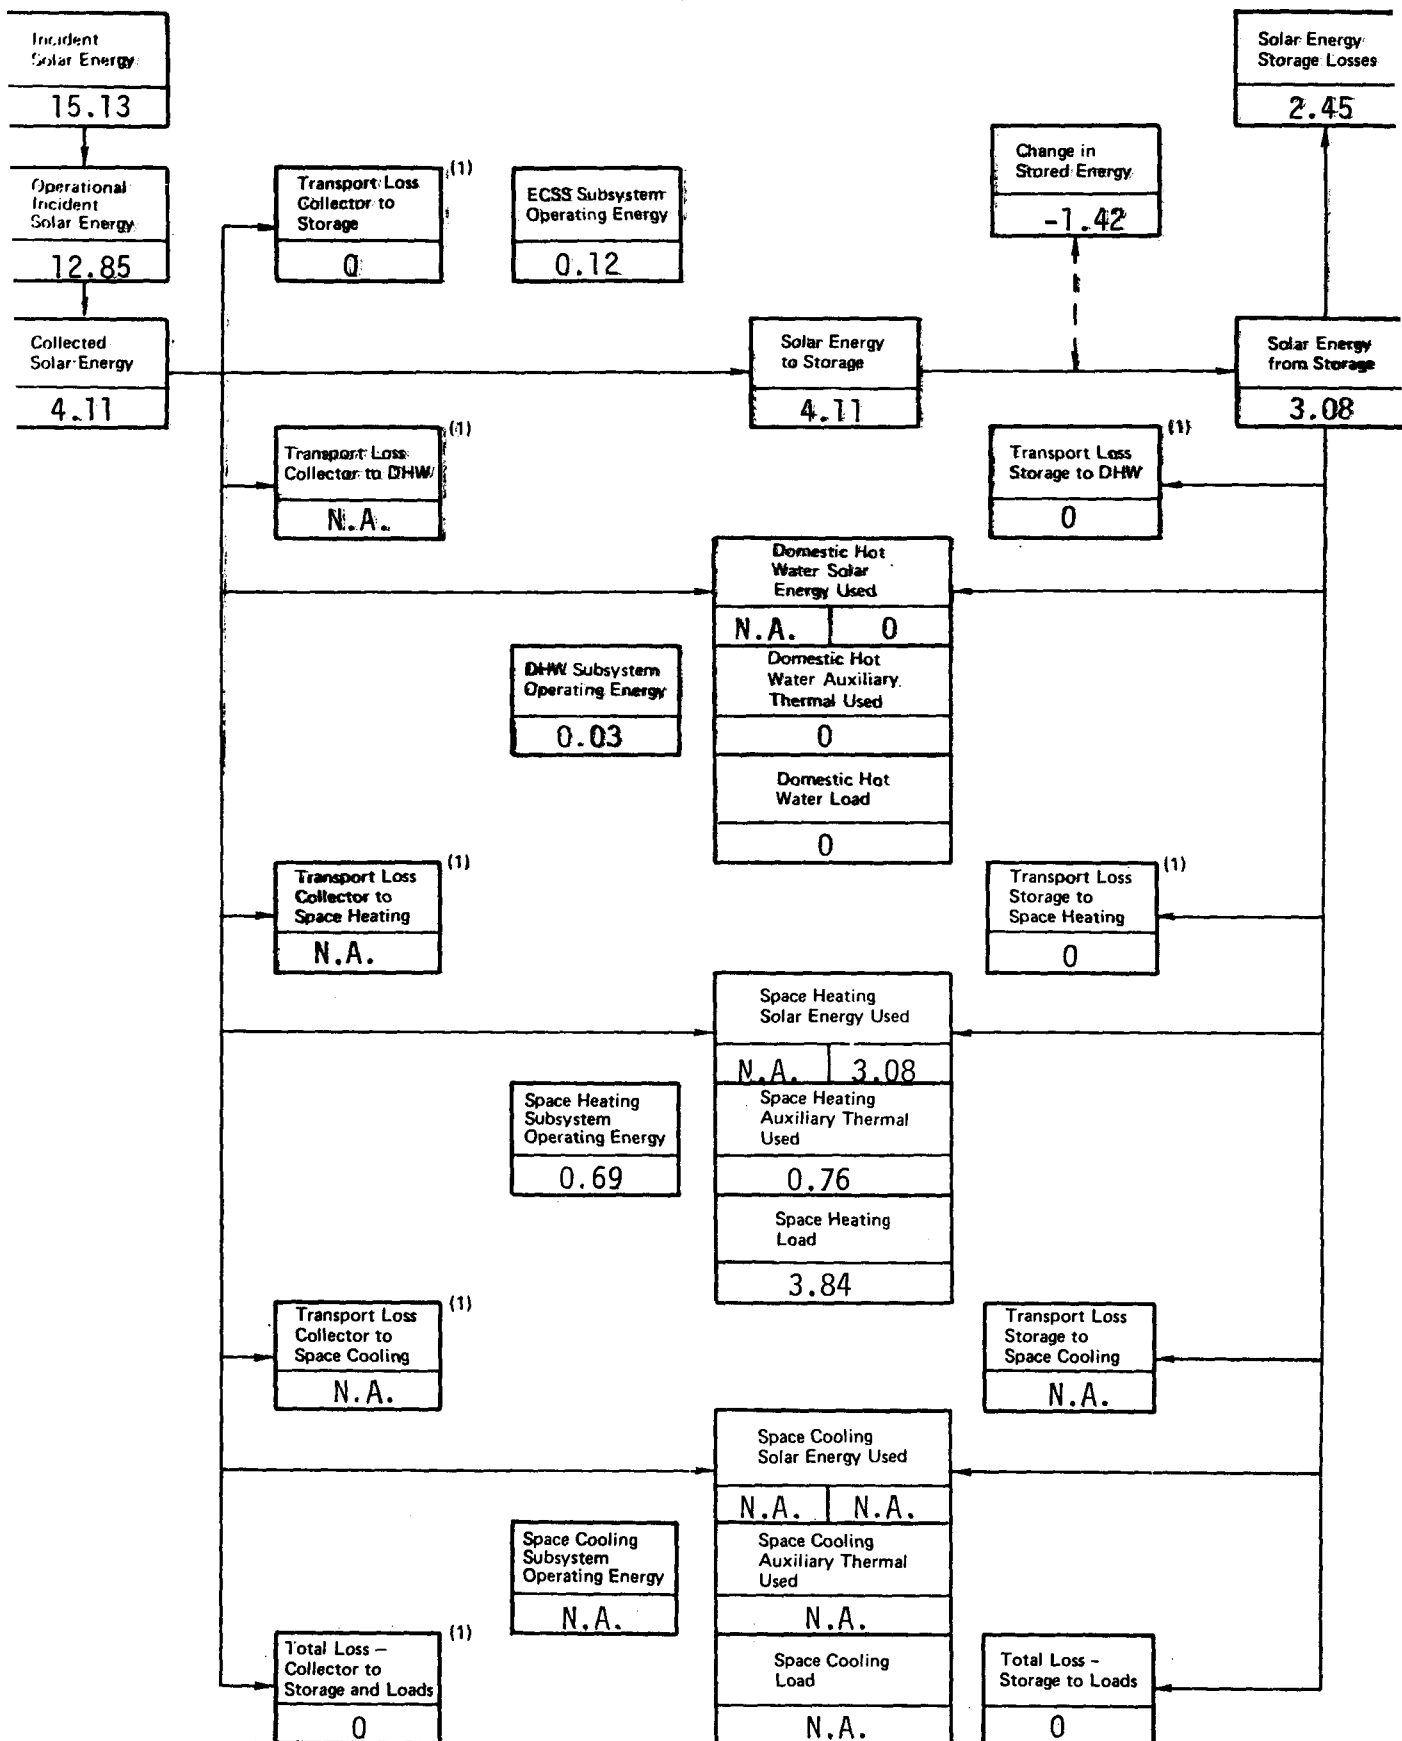 Incident
Solar Energy
15.13
Solar Energy
Storage Losses
2.45
Change in
Stored Energy
-1.42
Operational
Incident
Solar Energy
12.85
Transport Loss
Collector to
Storage
0
(1)
ECSS Subsystem
Operating Energy
0.12
Collected
Solar Energy
4.11
Solar Energy
to Storage
4.11
Solar Energy
from Storage
3.08
Transport Loss
Collector to DHW
N.A.
(1)
Transport Loss
Storage to DHW
0
(1)
Domestic Hot
Water Solar
Energy Used
N.A. 0
Domestic Hot
Water Auxiliary
Thermal Used
0
Domestic Hot
Water Load
0
DHW Subsystem
Operating Energy
0.03
Transport Loss
Collector to
Space Heating
N.A.
(1)
Transport Loss
Storage to
Space Heating
0
(1)
Space Heating
Solar Energy Used
N.A. 3.08
Space Heating
Auxiliary Thermal
Used
0.76
Space Heating
Load
3.84
Space Heating
Subsystem
Operating Energy
0.69
Transport Loss
Collector to
Space Cooling
N.A.
(1)
Transport Loss
Storage to
Space Cooling
N.A.
Space Cooling
Solar Energy Used
N.A. N.A.
Space Cooling
Auxiliary Thermal
Used
N.A.
Space Cooling
Load
N.A.
Space Cooling
Subsystem
Operating Energy
N.A.
Total Loss –
Collector to
Storage and Loads
0
(1)
Total Loss –
Storage to Loads
0